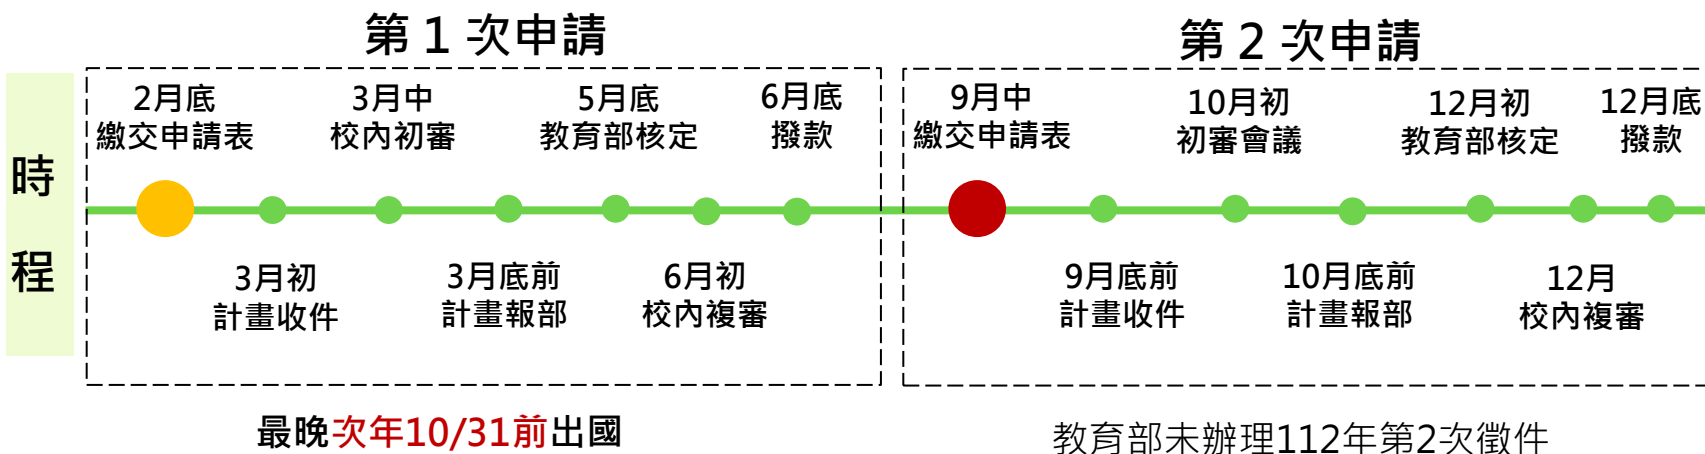 第 1 次申請
第 2 次申請
時
程
2月底
繳交申請表
3月中
校內初審
5月底
教育部核定
6月底
撥款
3月初
計畫收件
3月底前
計畫報部
6月初
校內複審
9月中
繳交申請表
10月初
初審會議
12月初
教育部核定
12月底
撥款
9月底前
計畫收件
10月底前
計畫報部
12月
校內複審
最晚次年10/31前出國
教育部未辦理112年第2次徵件